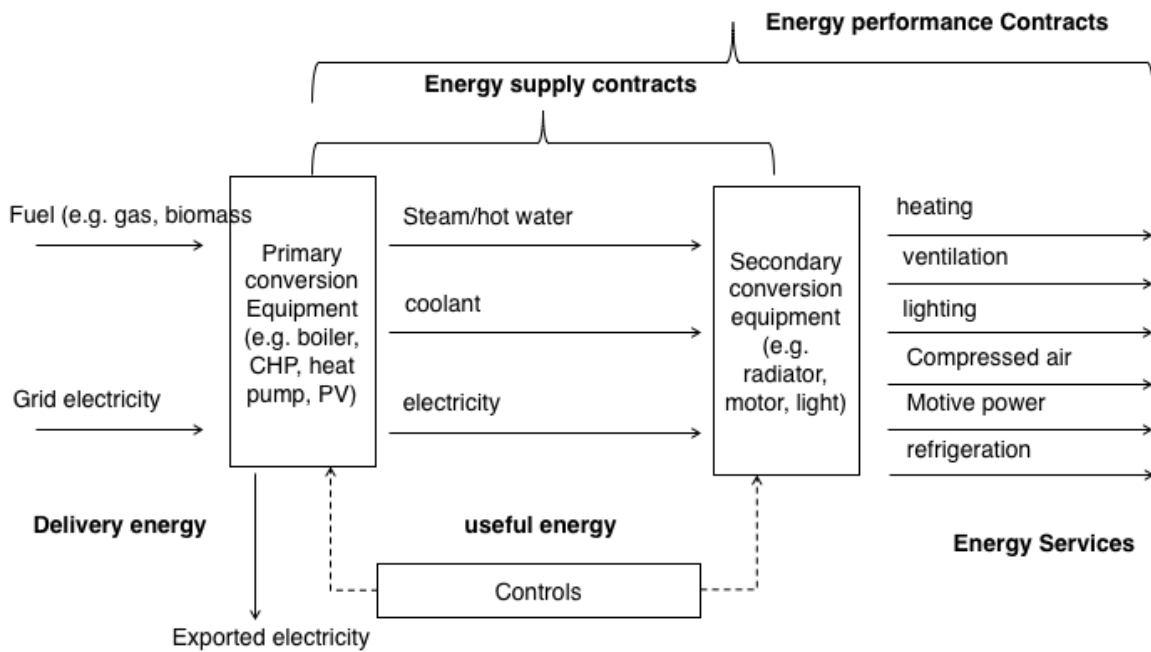 Energy performance Contracts
Energy supply contracts
Fuel (e.g. gas, biomass
Grid electricity
Primary
conversion
Equipment
(e.g. boiler,
CHP, heat
pump, PV)
Steam/hot water
coolant
electricity
Secondary
conversion
equipment
(e.g.
radiator,
motor, light)
heating
ventilation
lighting
Compressed air
Motive power
refrigeration
Delivery energy
useful energy
Energy Services
Controls
Exported electricity